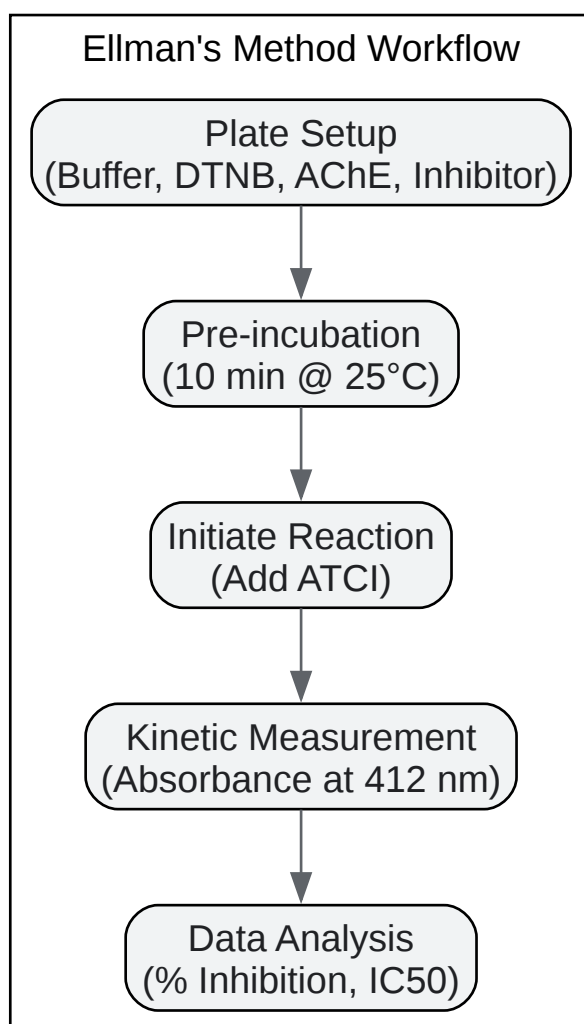 Ellman's Method Workflow
Plate Setup
(Buffer, DTNB, AChE, Inhibitor)
Pre-incubation
(10 min @ 25°C)
Initiate Reaction
(Add ATCI)
Kinetic Measurement
(Absorbance at 412 nm)
Data Analysis
(% Inhibition, IC50)